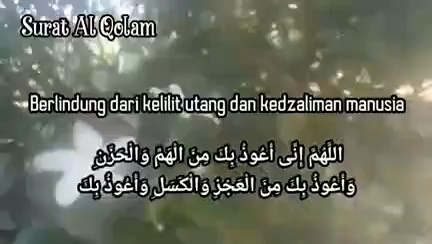 Surat Al Qolam
Berlindung dari kelilit utang dan kedzaliman manusia
اللَّهُمَّ إِنِّى أَعُوذُ بِكَ مِنَ الْهَمِّ وَالْحَزَنِ
وَأَعُوذُ بِكَ مِنَ الْعَجْزِ وَالْكَسَلِ وَأَعُوذُ بِكَ